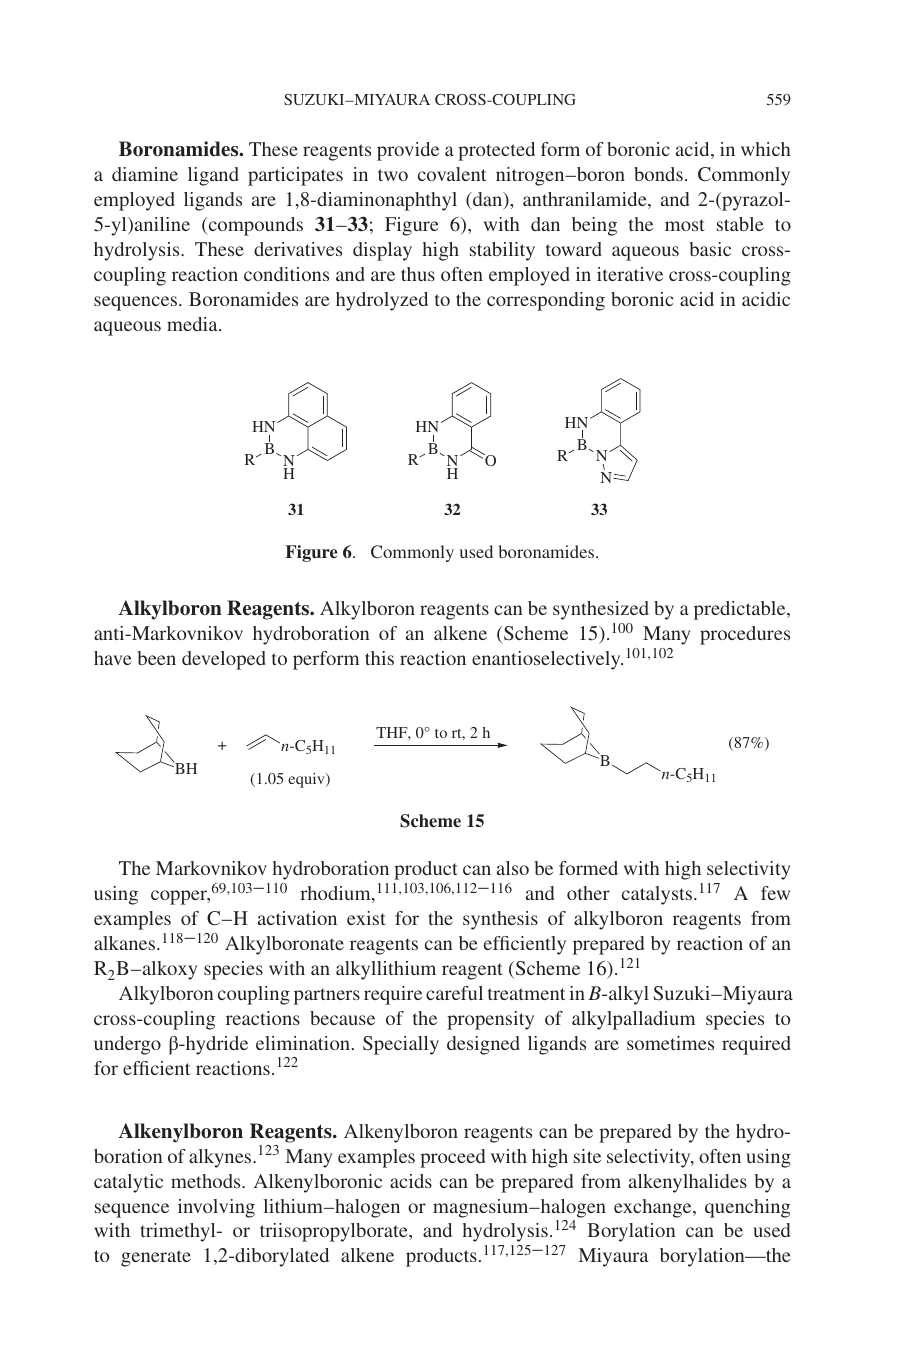 SUZUKI–MIYAURA CROSS-COUPLING 559
Boronamides. These reagents provide a protected form of boronic acid, in which
a diamine ligand participates in two covalent nitrogen–boron bonds. Commonly
employed ligands are 1,8-diaminonaphthyl (dan), anthranilamide, and 2-(pyrazol-
5-yl)aniline (compounds 31–33; Figure 6), with dan being the most stable to
hydrolysis. These derivatives display high stability toward aqueous basic cross-
coupling reaction conditions and are thus often employed in iterative cross-coupling
sequences. Boronamides are hydrolyzed to the corresponding boronic acid in acidic
aqueous media.
HN B R N H
HN B R N H O
HN B R N N
31 32 33
Figure 6. Commonly used boronamides.
Alkylboron Reagents. Alkylboron reagents can be synthesized by a predictable,
anti-Markovnikov hydroboration of an alkene (Scheme 15).100 Many procedures
have been developed to perform this reaction enantioselectively.101,102
BH + n-C5H11 THF, 0° to rt, 2 h B n-C5H11 (87%)
(1.05 equiv)
Scheme 15
The Markovnikov hydroboration product can also be formed with high selectivity
using copper,69,103–110 rhodium,111,103,106,112–116 and other catalysts.117 A few
examples of C–H activation exist for the synthesis of alkylboron reagents from
alkanes.118–120 Alkylboronate reagents can be efficiently prepared by reaction of an
R2B–alkoxy species with an alkyllithium reagent (Scheme 16).121
Alkylboron coupling partners require careful treatment in B-alkyl Suzuki–Miyaura
cross-coupling reactions because of the propensity of alkylpalladium species to
undergo β-hydride elimination. Specially designed ligands are sometimes required
for efficient reactions.122
Alkenylboron Reagents. Alkenylboron reagents can be prepared by the hydro-
boration of alkynes.123 Many examples proceed with high site selectivity, often using
catalytic methods. Alkenylboronic acids can be prepared from alkenylhalides by a
sequence involving lithium–halogen or magnesium–halogen exchange, quenching
with trimethyl- or triisopropylborate, and hydrolysis.124 Borylation can be used
to generate 1,2-diborylated alkene products.117,125–127 Miyaura borylation—the